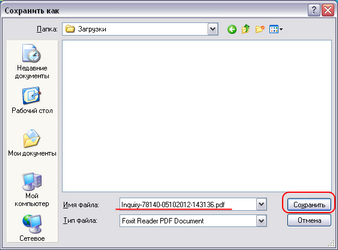 Сохранить как
Папка:
Загрузки
Недавние
документы
Рабочий стол
Мои документы
Мой
компьютер
Сетевое
Имя файла:
Inquiry-78140-05102012-143136.pdf
Сохранить
Тип файла:
Foxit Reader PDF Document
Отмена